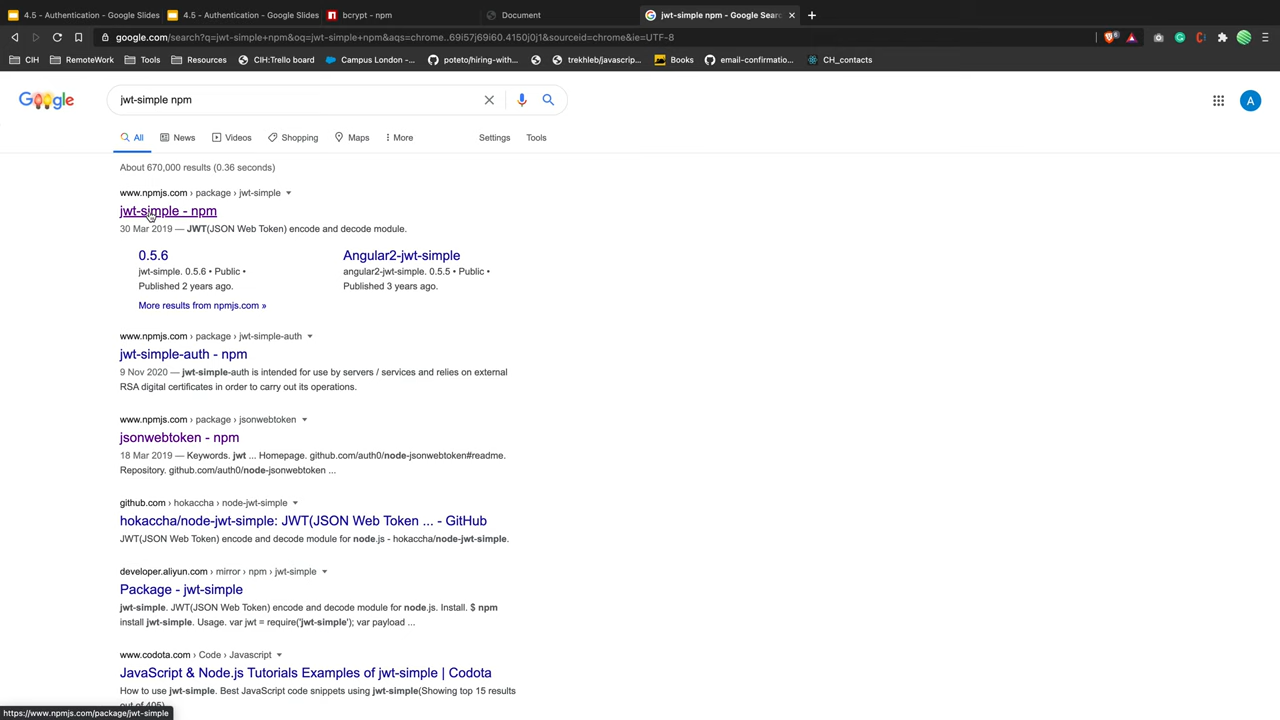 4.5 - Authentication - Google Slides
4.5 - Authentication - Google Slides
bcrypt - npm
Document
jwt-simple npm - Google Searc
google.com/search?q=jwt-simple+npm&oq=jwt-simple+npm&aqs=chrome..69i57j69i60.4150j0j1&sourceid=chrome&ie=UTF-8
CIH
RemoteWork
Tools
Resources
CIH:Trello board
Campus London -...
poteto/hiring-with...
trekhleb/javascrip...
Books
email-confirmatio...
CH_contacts
Google
jwt-simple npm
A
All
News
Videos
Shopping
Maps
More
Settings
Tools
About 670,000 results (0.36 seconds)
www.npmjs.com › package › jwt-simple
jwt-simple - npm
30 Mar 2019 — JWT(JSON Web Token) encode and decode module.
0.5.6
jwt-simple. 0.5.6 • Public •
Published 2 years ago.
Angular2-jwt-simple
angular2-jwt-simple. 0.5.5 • Public •
Published 3 years ago.
More results from npmjs.com »
www.npmjs.com › package › jwt-simple-auth
jwt-simple-auth - npm
9 Nov 2020 — jwt-simple-auth is intended for use by servers / services and relies on external
RSA digital certificates in order to carry out its operations.
www.npmjs.com › package › jsonwebtoken
jsonwebtoken - npm
18 Mar 2019 — Keywords. jwt ... Homepage. github.com/auth0/node-jsonwebtoken#readme.
Repository. github.com/auth0/node-jsonwebtoken ...
github.com › hokaccha › node-jwt-simple
hokaccha/node-jwt-simple: JWT(JSON Web Token ... - GitHub
JWT(JSON Web Token) encode and decode module for node.js - hokaccha/node-jwt-simple.
developer.aliyun.com › mirror › npm › jwt-simple
Package - jwt-simple
jwt-simple. JWT(JSON Web Token) encode and decode module for node.js. Install. $ npm
install jwt-simple. Usage. var jwt = require('jwt-simple'); var payload ...
www.codota.com › Code › Javascript
JavaScript & Node.js Tutorials Examples of jwt-simple | Codota
How to use jwt-simple. Best JavaScript code snippets using jwt-simple(Showing top 15 results
out of 405)
https://www.npmjs.com/package/jwt-simple